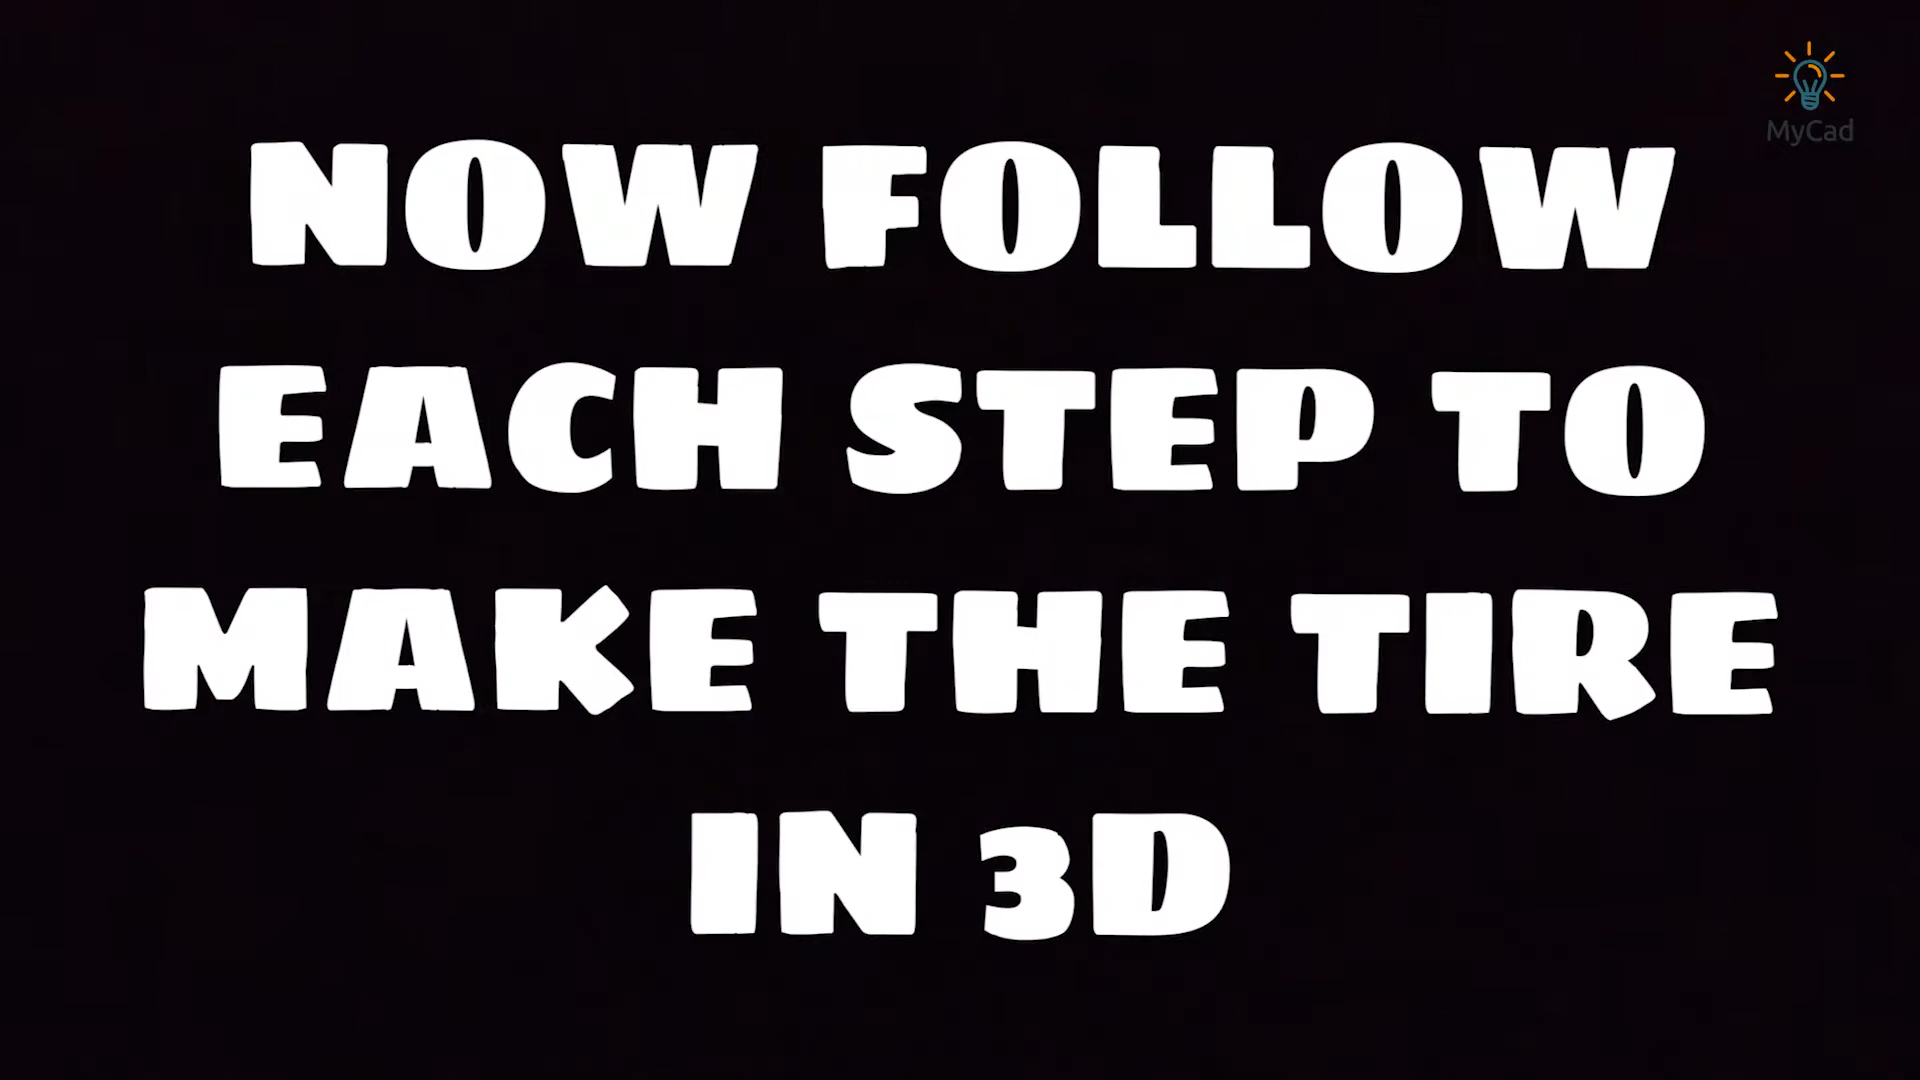 MyCad
NOW FOLLOW
EACH STEP TO
MAKE THE TIRE
IN 3D